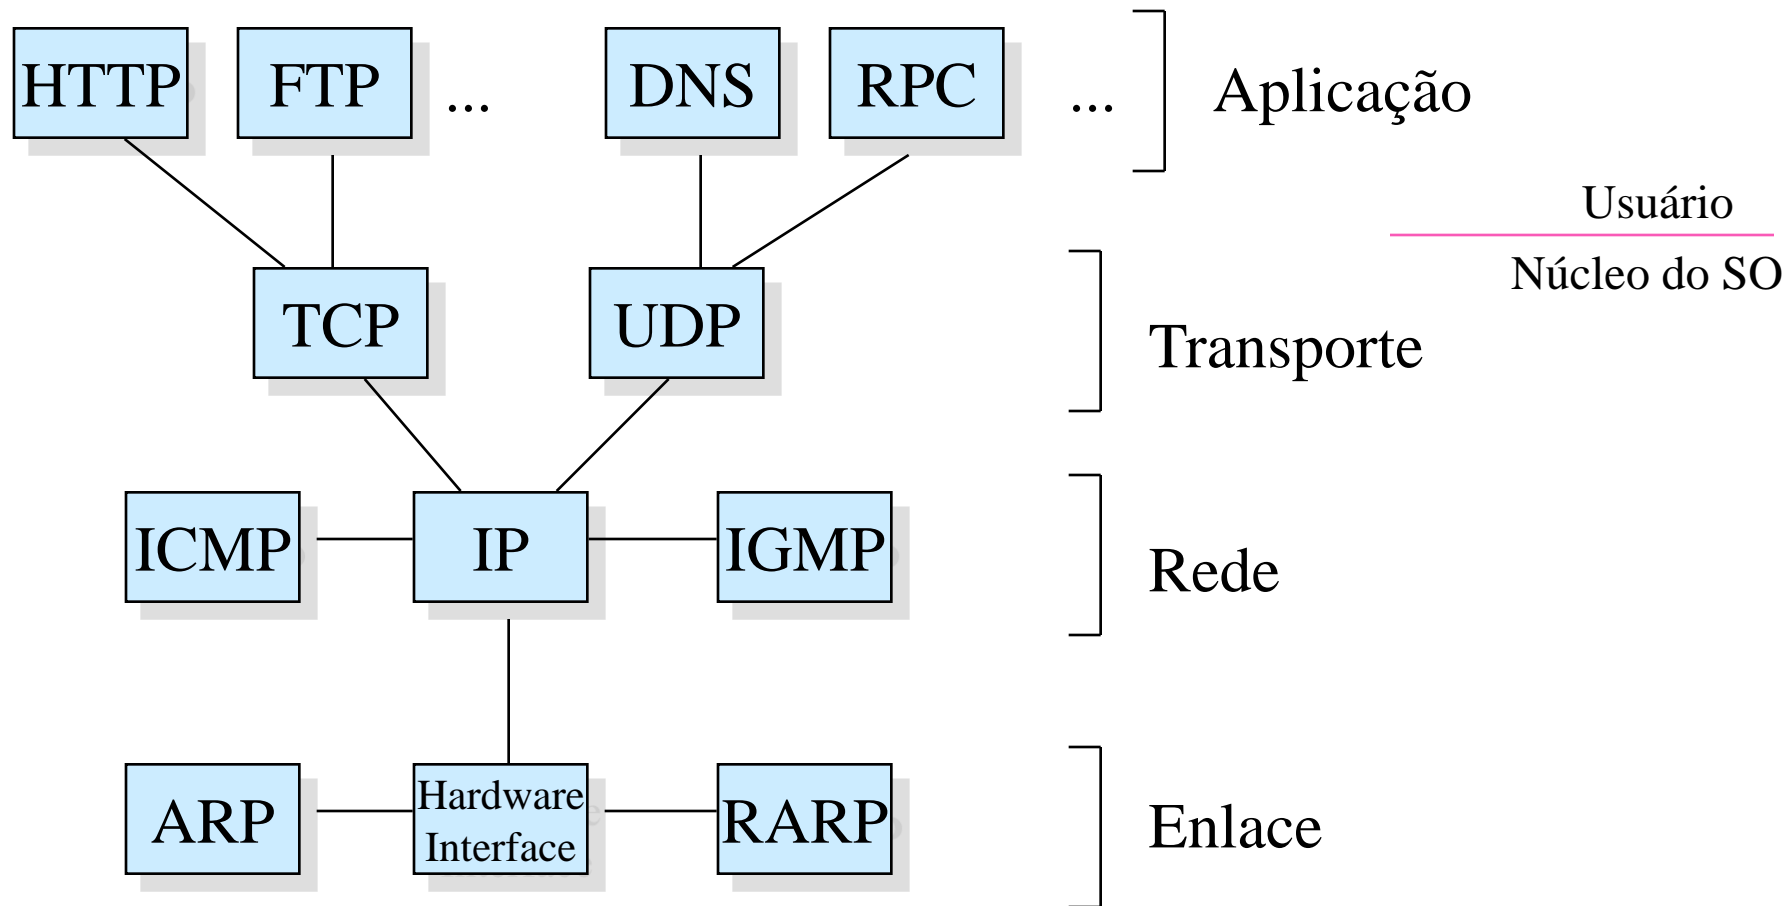 HTTP FTP ... DNS RPC ... Aplicação
Usuário
Núcleo do SO
TCP UDP Transporte
ICMP IP IGMP Rede
ARP Hardware Interface RARP Enlace